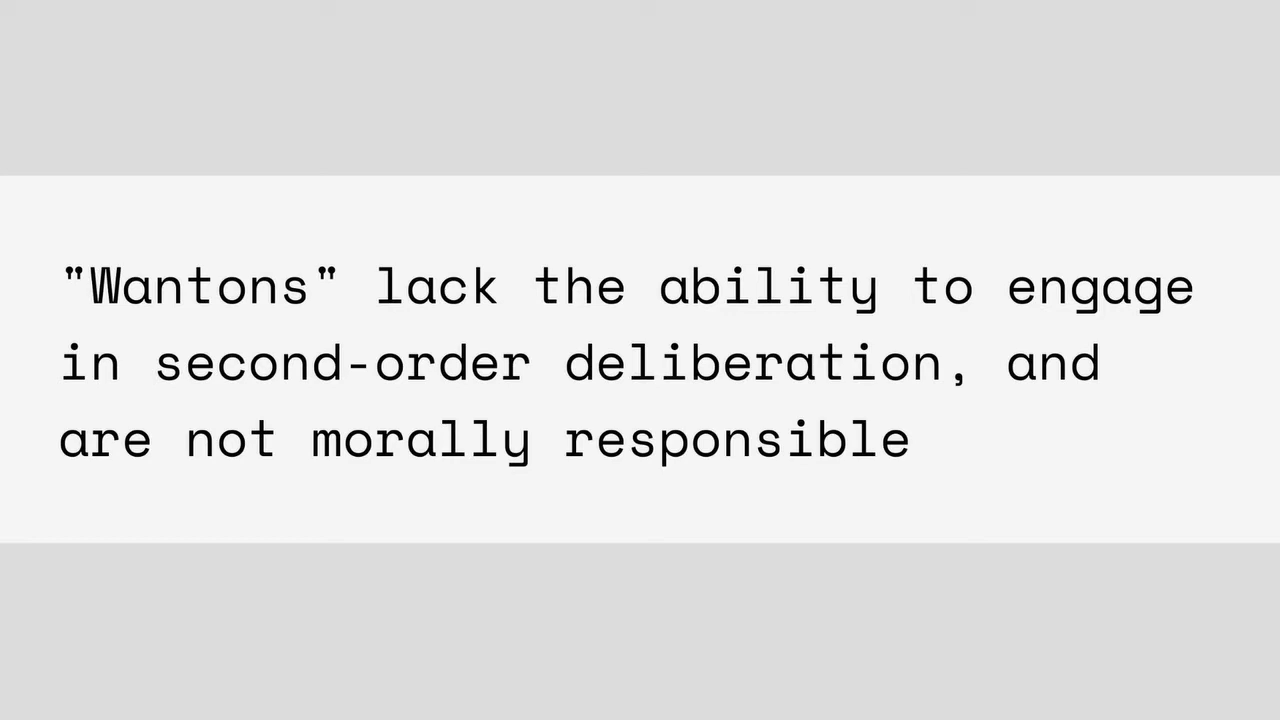 "Wantons" lack the ability to engage
in second-order deliberation, and
are not morally responsible